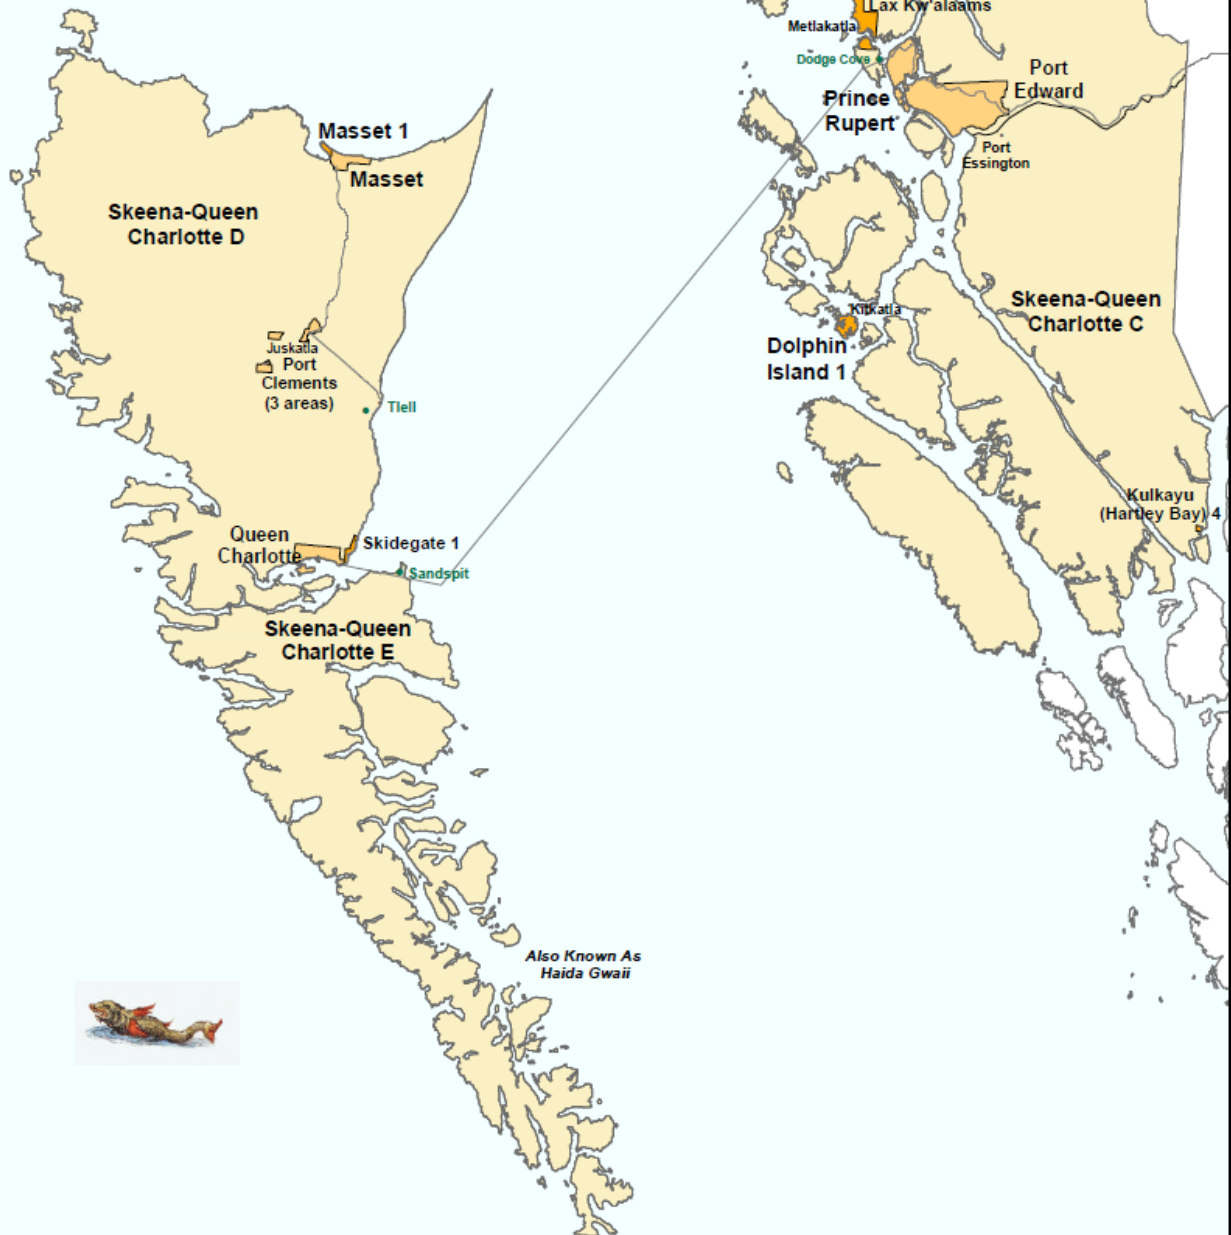 Lax Kw'alaams
Metlakatla
Dodge Cove
Port
Edward
Prince
Rupert
Port
Essington
Masset 1
Masset
Skeena-Queen
Charlotte D
Skeena-Queen
Charlotte C
Kitkatla
Dolphin
Island 1
Juskatla
Port
Clements
(3 areas)
Tlell
Kulkayu
(Hartley Bay) 4
Queen
Charlotte
Skidegate 1
Sandspit
Skeena-Queen
Charlotte E
Also Known As
Haida Gwaii